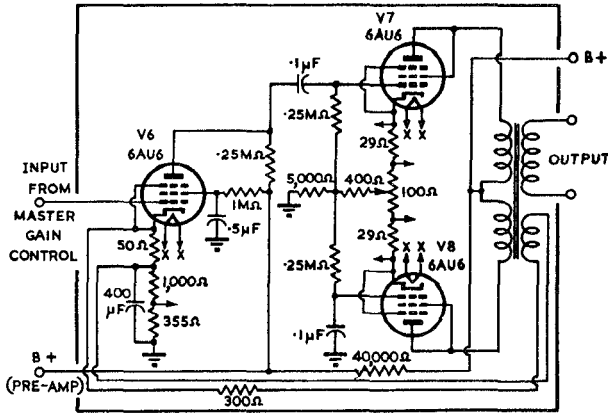 V7
6AU6
B+
.1μF
V6
6AU6
.25MΩ
.25MΩ
29Ω
X X
INPUT
FROM
MASTER
GAIN
CONTROL
OUTPUT
5,000Ω
400Ω
100Ω
1MΩ
.5μF
50Ω
X X
29Ω
V8
6AU6
X X
1,000Ω
.25MΩ
400
μF
355Ω
.1μF
B+
(PRE-AMP)
40,000Ω
300Ω